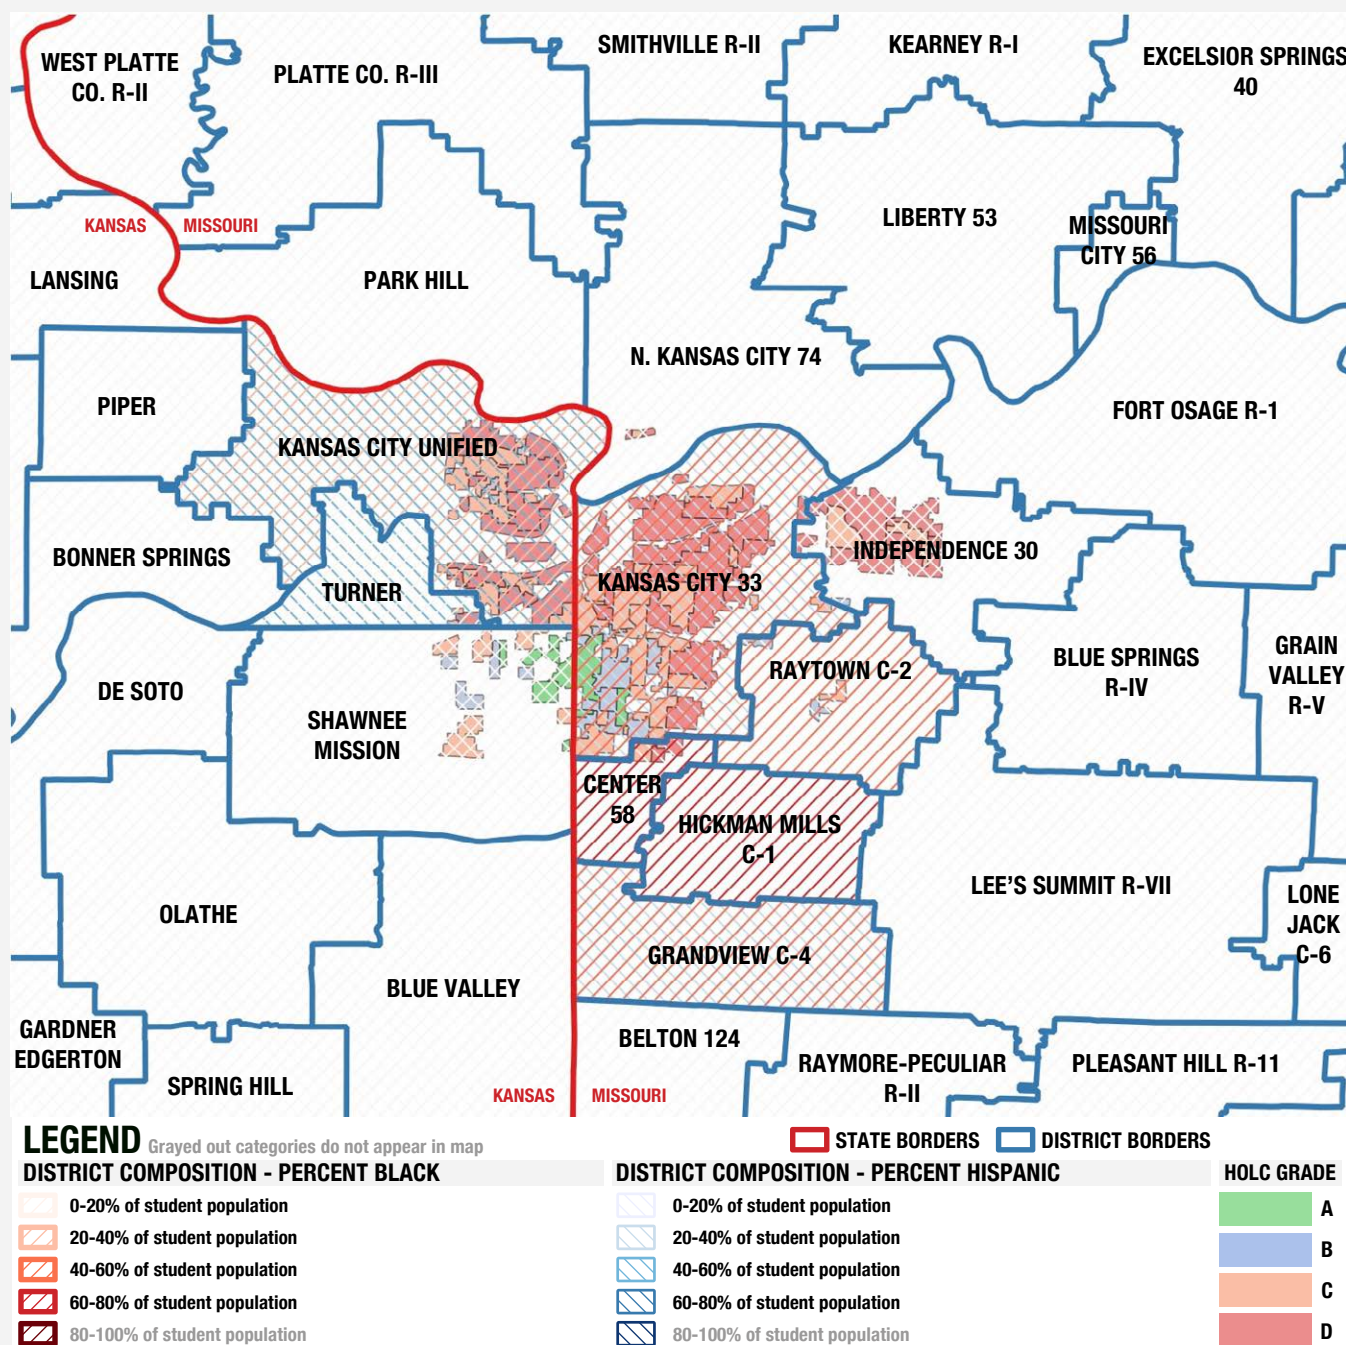 WEST PLATTE
CO. R-II
PLATTE CO. R-III
SMITHVILLE R-II
KEARNEY R-I
EXCELSIOR SPRINGS
40
KANSAS
MISSOURI
LIBERTY 53
MISSOURI
CITY 56
LANSING
PARK HILL
N. KANSAS CITY 74
PIPER
FORT OSAGE R-1
KANSAS CITY UNIFIED
BONNER SPRINGS
TURNER
KANSAS CITY 33
INDEPENDENCE 30
DE SOTO
SHAWNEE
MISSION
RAYTOWN C-2
BLUE SPRINGS
R-IV
GRAIN
VALLEY
R-V
CENTER
58
HICKMAN MILLS
C-1
OLATHE
LEE'S SUMMIT R-VII
LONE
JACK
C-6
BLUE VALLEY
GRANDVIEW C-4
GARDNER
EDGERTON
SPRING HILL
BELTON 124
RAYMORE-PECULIAR
R-II
PLEASANT HILL R-11
KANSAS
MISSOURI
LEGEND Grayed out categories do not appear in map
STATE BORDERS
DISTRICT BORDERS
DISTRICT COMPOSITION - PERCENT BLACK
0-20% of student population
20-40% of student population
40-60% of student population
60-80% of student population
80-100% of student population
DISTRICT COMPOSITION - PERCENT HISPANIC
0-20% of student population
20-40% of student population
40-60% of student population
60-80% of student population
80-100% of student population
HOLC GRADE
A
B
C
D